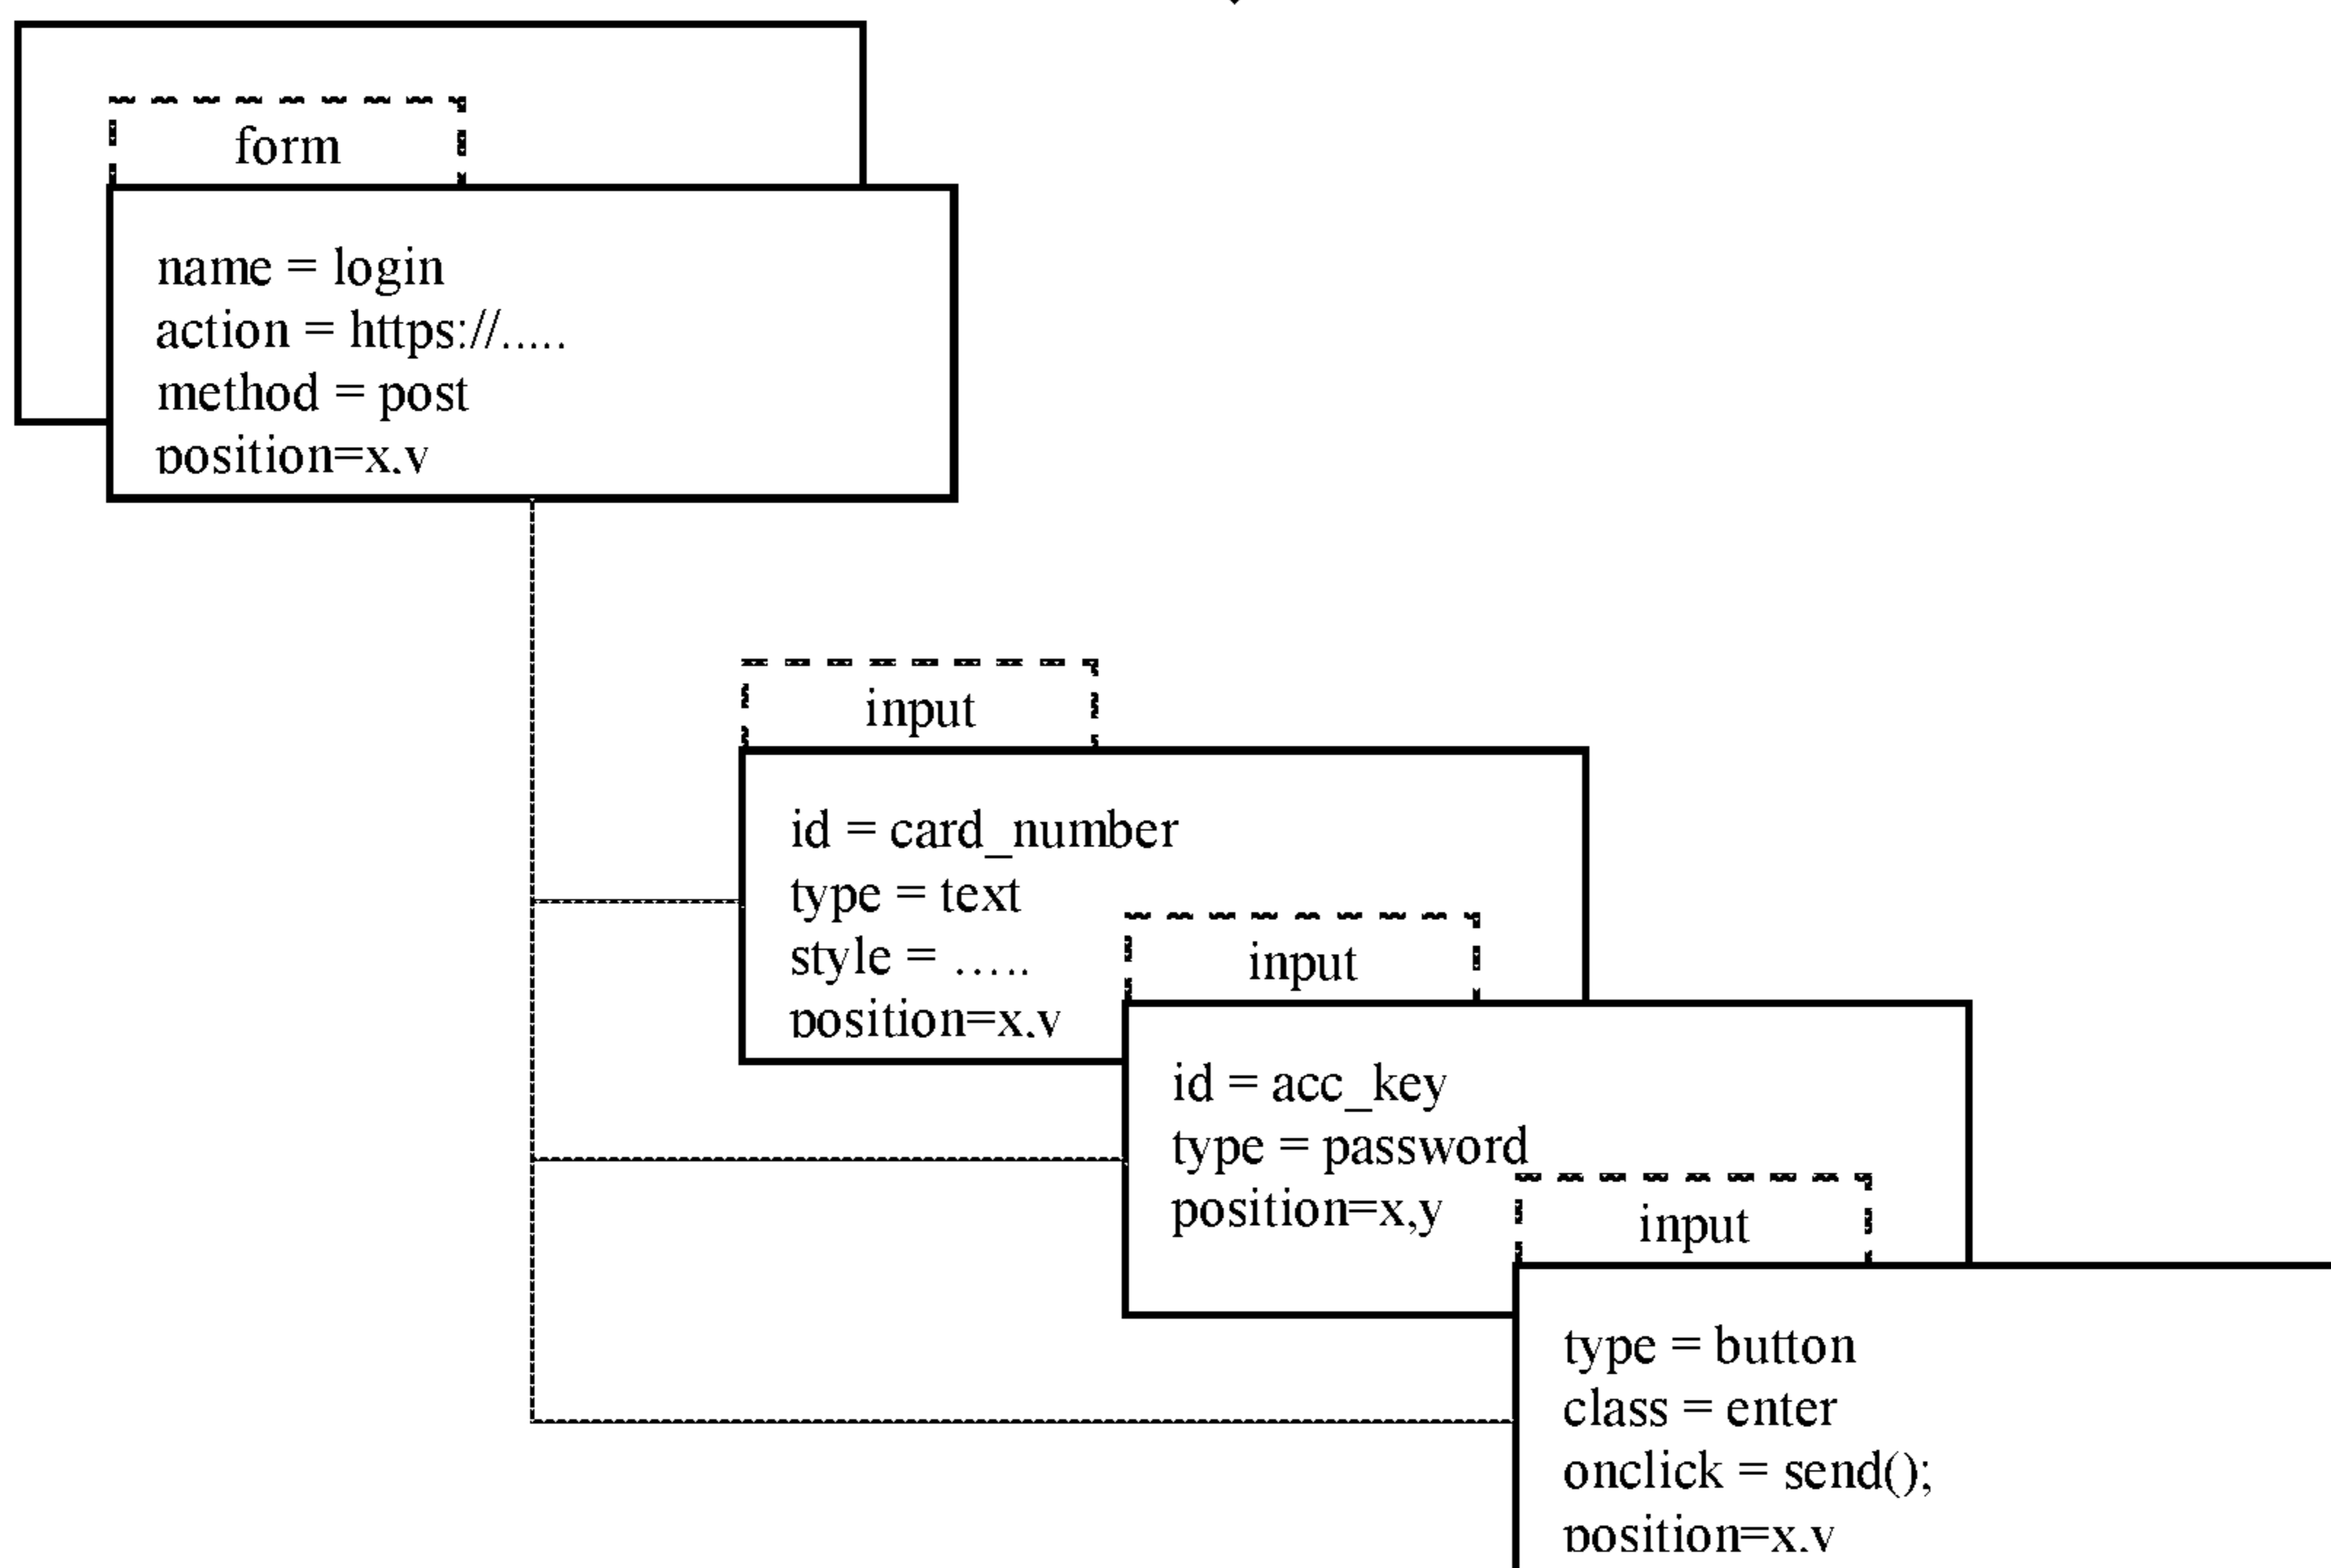 form
name = login
action = https://.....
method = post
position=x,y
input
id = card_number
type = text
style = .....
position=x,y
input
id = acc_key
type = password
position=x,y
input
type = button
class = enter
onclick = send();
position=x,y